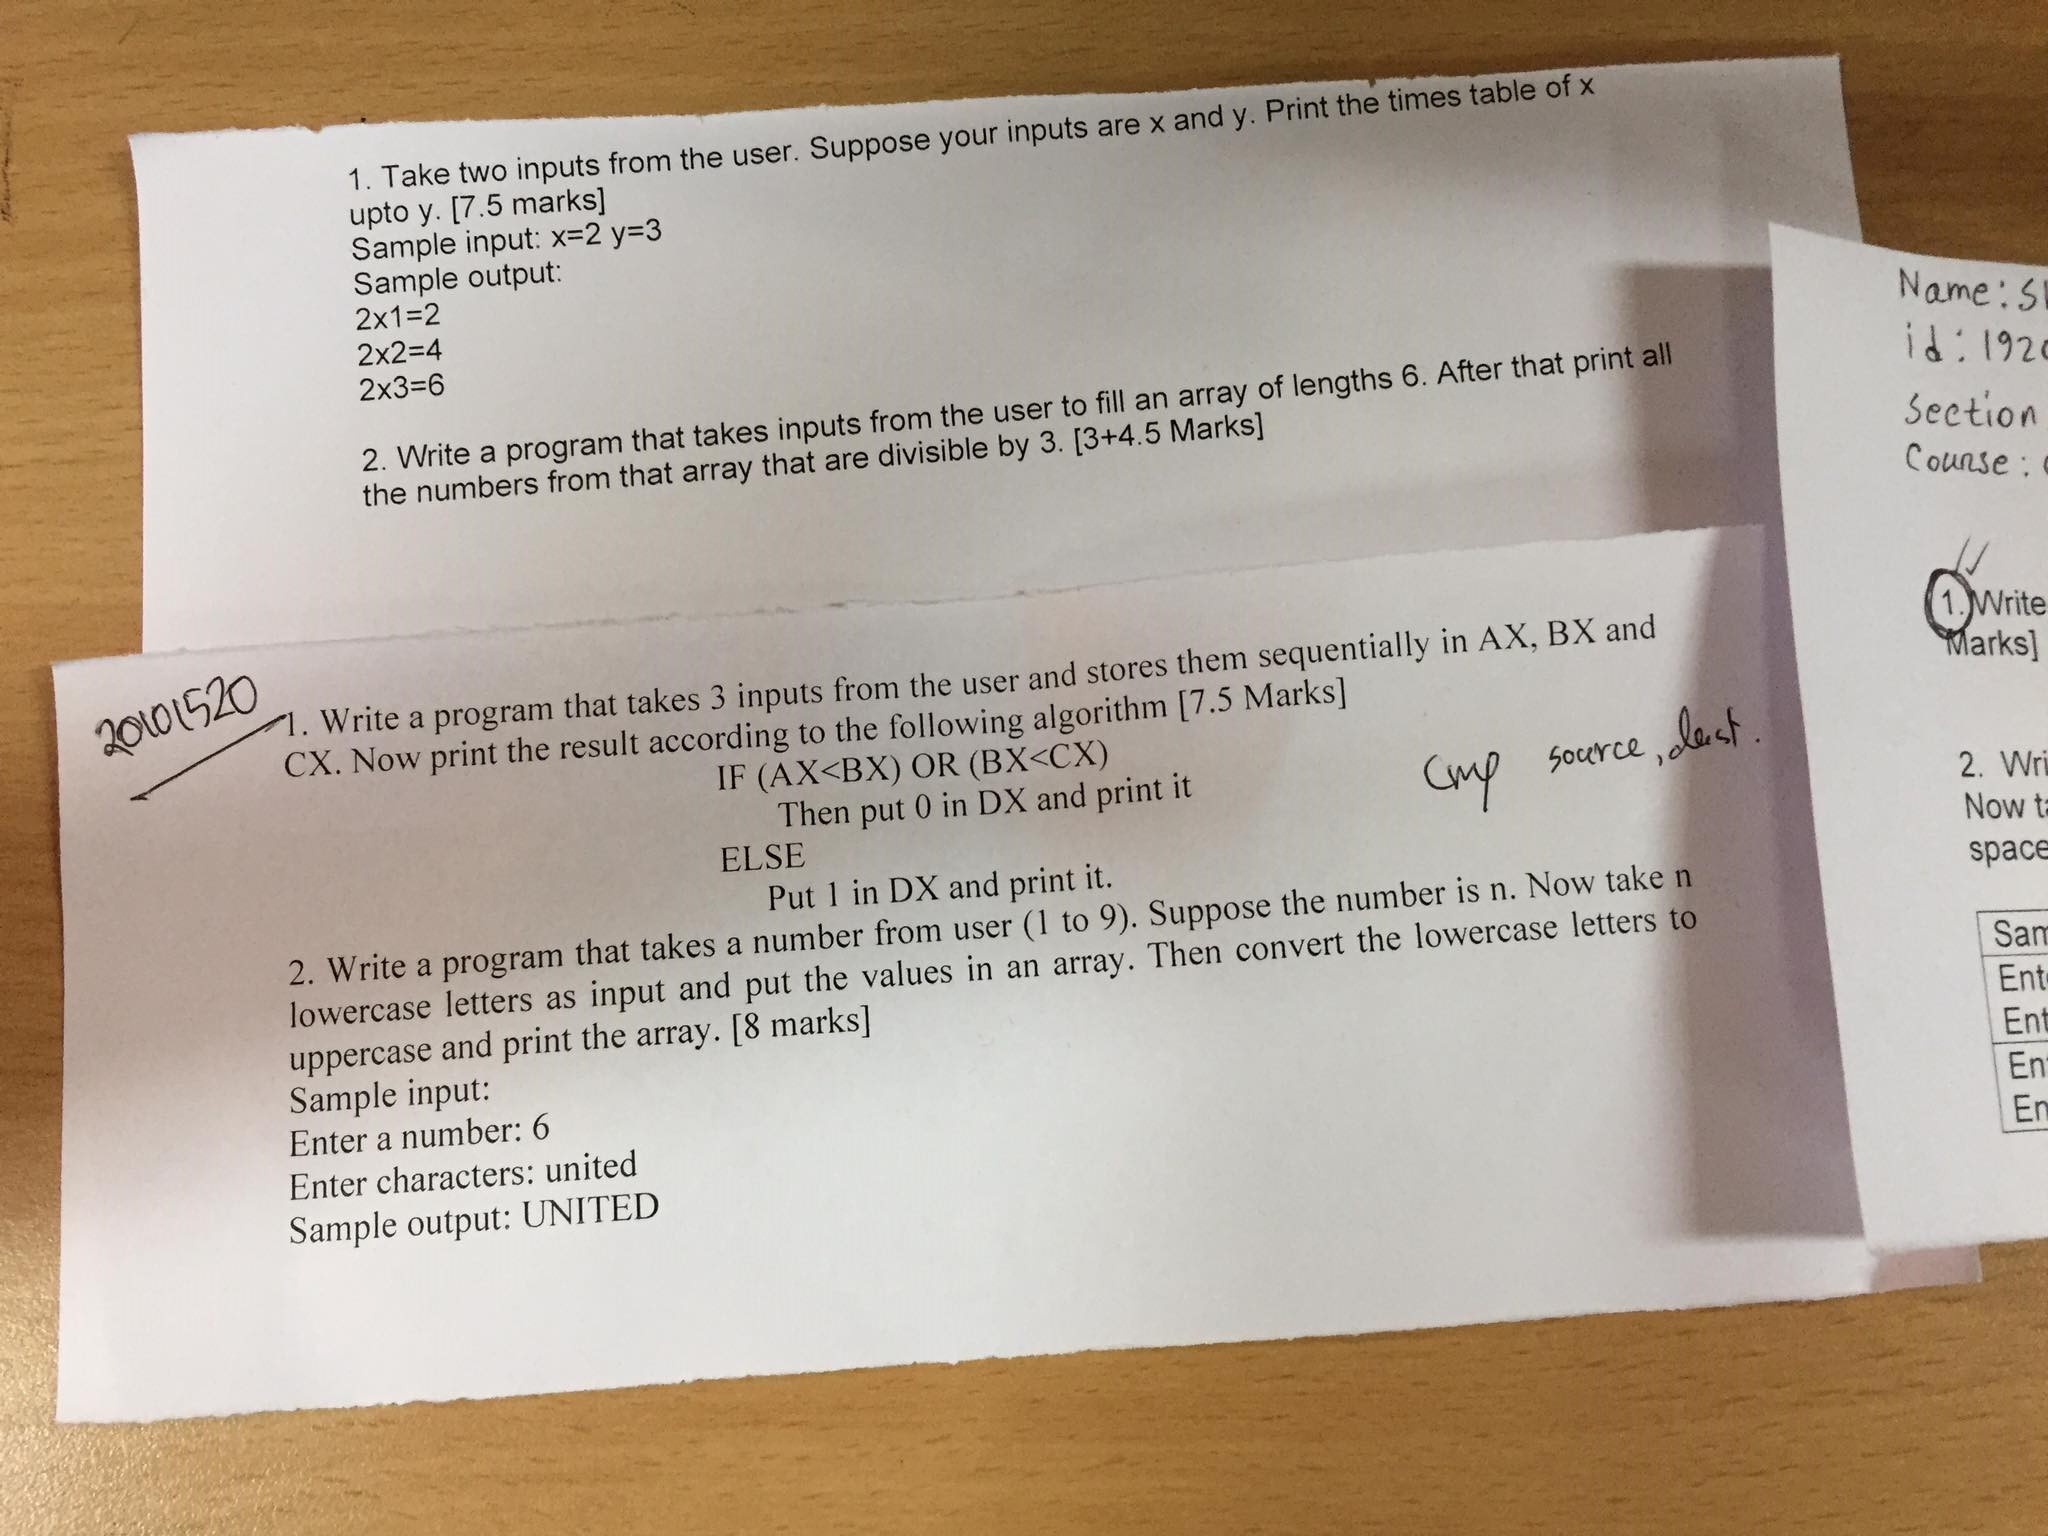 1. Take two inputs from the user. Suppose your inputs are x and y. Print the times table of x
upto y. [7.5 marks]
Sample input: x=2 y=3
Sample output:
2x1=2
2x2=4
2x3=6
2. Write a program that takes inputs from the user to fill an array of lengths 6. After that print all
the numbers from that array that are divisible by 3. [3+4.5 Marks]
20101520
1. Write a program that takes 3 inputs from the user and stores them sequentially in AX, BX and
CX. Now print the result according to the following algorithm [7.5 Marks]
IF (AX<BX) OR (BX<CX)
Then put 0 in DX and print it
ELSE
Put 1 in DX and print it.
Cmp source, dest.
2. Write a program that takes a number from user (1 to 9). Suppose the number is n. Now take n
lowercase letters as input and put the values in an array. Then convert the lowercase letters to
uppercase and print the array. [8 marks]
Sample input:
Enter a number: 6
Enter characters: united
Sample output: UNITED
Name:
id: 192
Section
Course:
1. Write
Marks]
2. Wri
Now ta
space
Sam
Ente
Ent
Ent
En